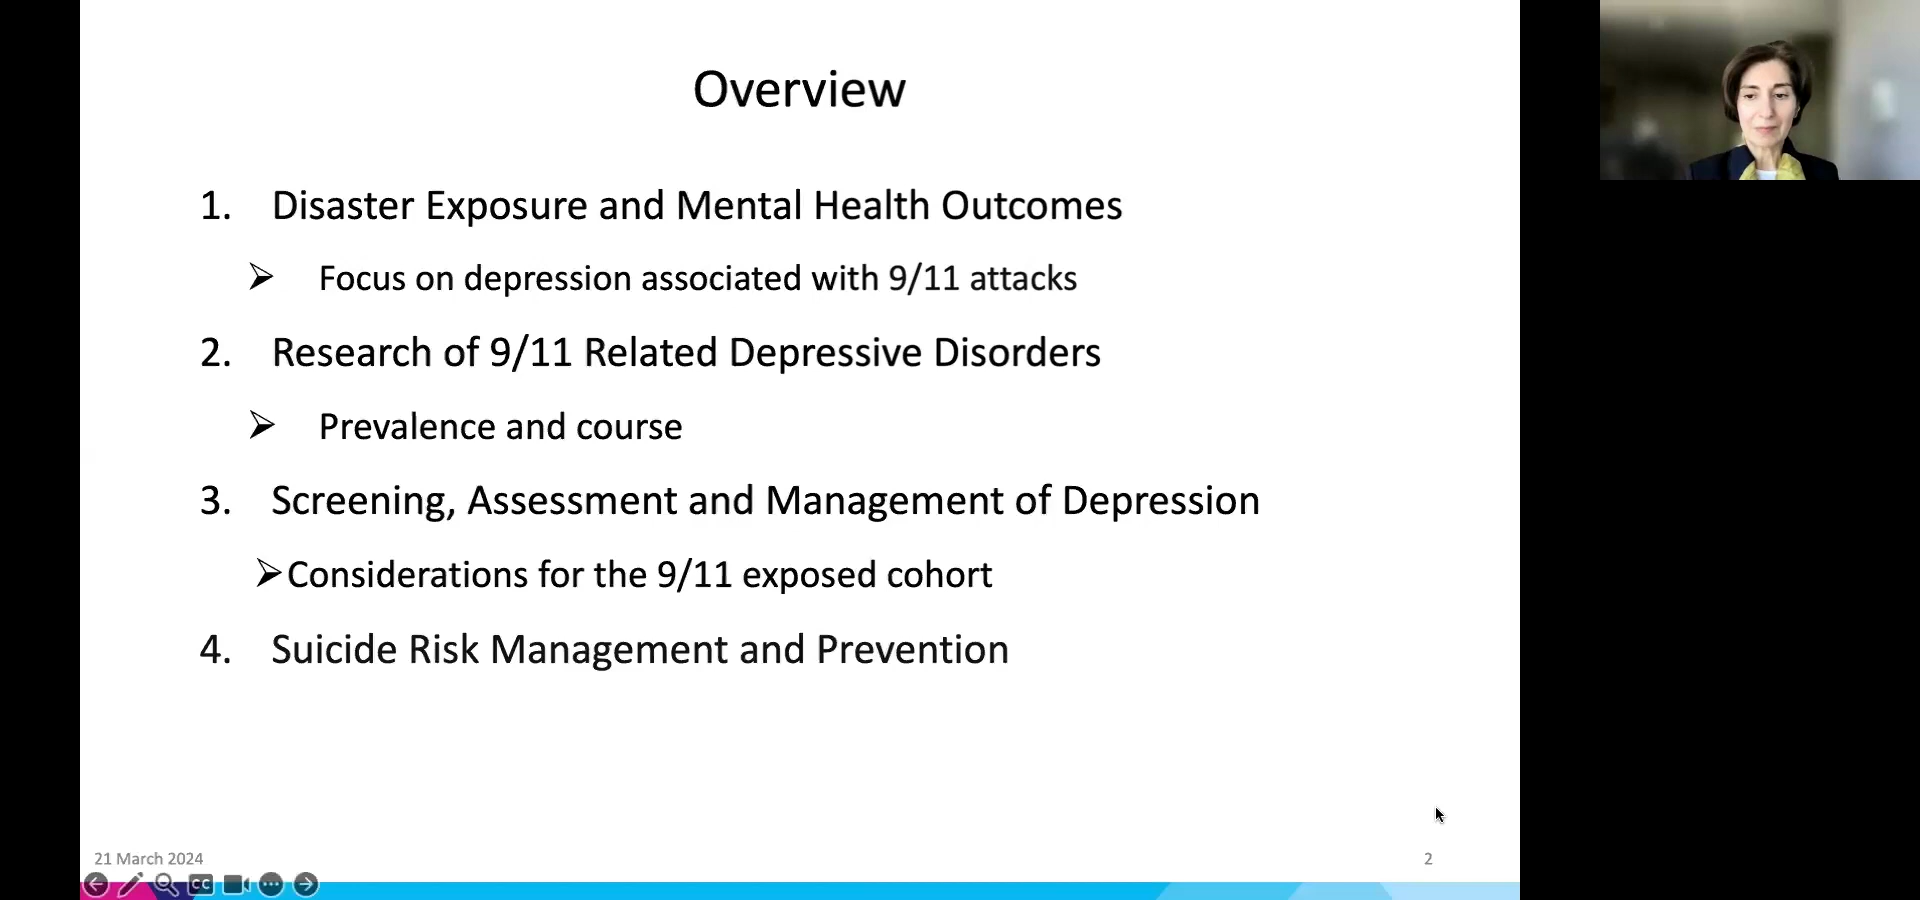 Overview
1. Disaster Exposure and Mental Health Outcomes
➢ Focus on depression associated with 9/11 attacks
2. Research of 9/11 Related Depressive Disorders
➢ Prevalence and course
3. Screening, Assessment and Management of Depression
➢Considerations for the 9/11 exposed cohort
4. Suicide Risk Management and Prevention
21 March 2024
2
CC